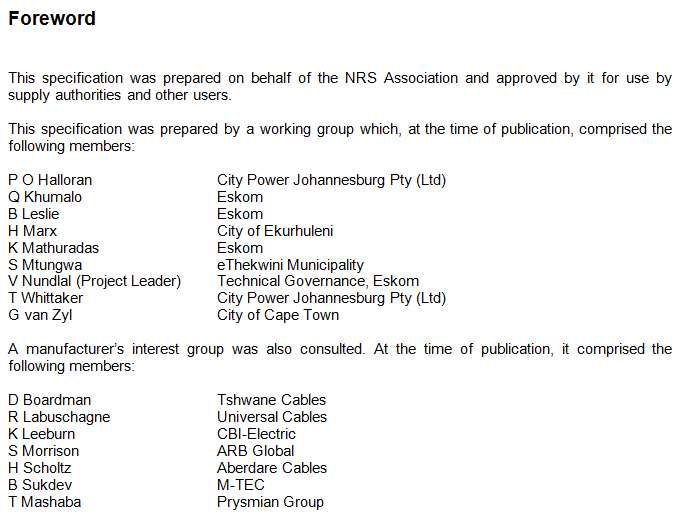 Foreword
This specification was prepared on behalf of the NRS Association and approved by it for use by
supply authorities and other users.
This specification was prepared by a working group which, at the time of publication, comprised the
following members:
P O Halloran City Power Johannesburg Pty (Ltd)
Q Khumalo Eskom
B Leslie Eskom
H Marx City of Ekurhuleni
K Mathuradas Eskom
S Mtungwa eThekwini Municipality
V Nundlal (Project Leader) Technical Governance, Eskom
T Whittaker City Power Johannesburg Pty (Ltd)
G van Zyl City of Cape Town
A manufacturer’s interest group was also consulted. At the time of publication, it comprised the
following members:
D Boardman Tshwane Cables
R Labuschagne Universal Cables
K Leeburn CBI-Electric
S Morrison ARB Global
H Scholtz Aberdare Cables
B Sukdev M-TEC
T Mashaba Prysmian Group